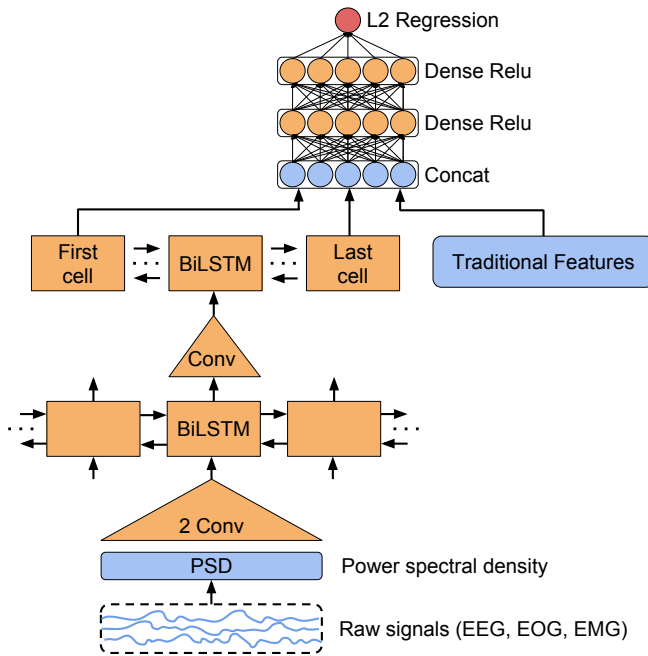 L2 Regression
Dense Relu
Dense Relu
Concat
First
cell
BiLSTM
Last
cell
Traditional Features
Conv
BiLSTM
2 Conv
PSD
Power spectral density
Raw signals (EEG, EOG, EMG)